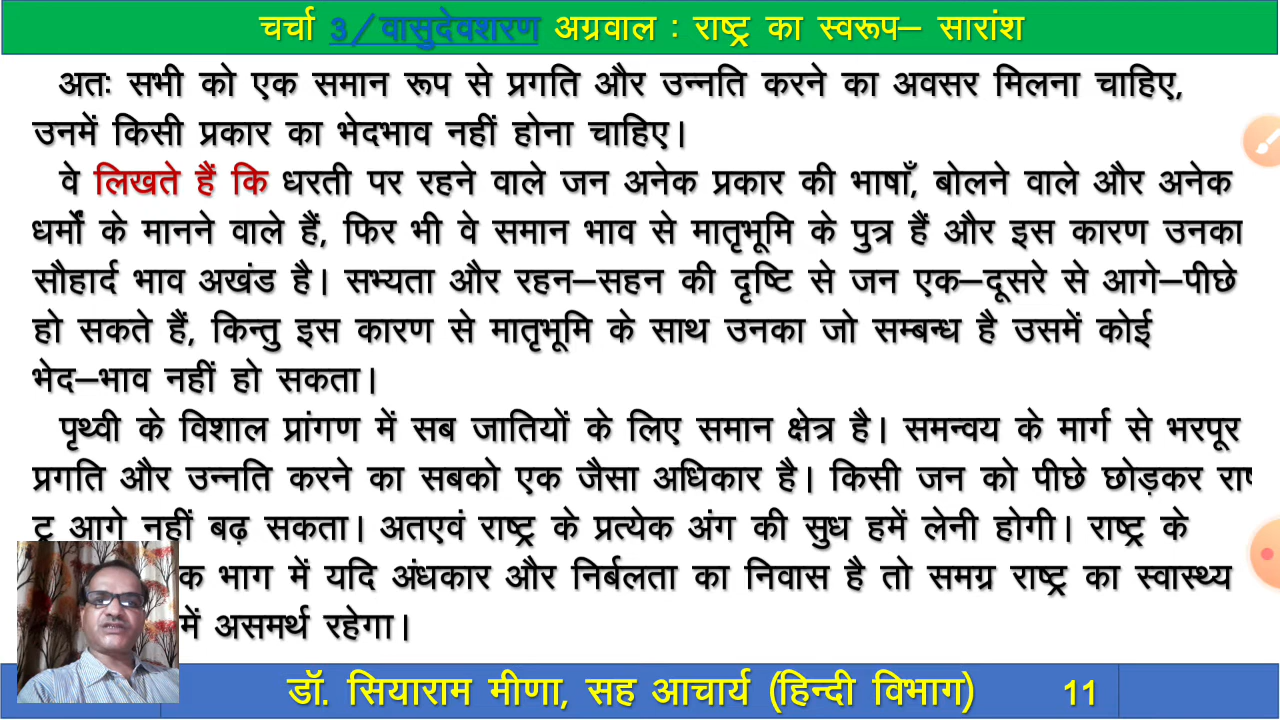 चर्चा 3/वासुदेवशरण अग्रवाल : राष्ट्र का स्वरूप– सारांश
अतः सभी को एक समान रूप से प्रगति और उन्नति करने का अवसर मिलना चाहिए,
उनमें किसी प्रकार का भेदभाव नहीं होना चाहिए।
वे लिखते हैं कि धरती पर रहने वाले जन अनेक प्रकार की भाषाएँ, बोलने वाले और अनेक
धर्मों के मानने वाले हैं, फिर भी वे समान भाव से मातृभूमि के पुत्र हैं और इस कारण उनका
सौहार्द भाव अखंड है। सभ्यता और रहन–सहन की दृष्टि से जन एक–दूसरे से आगे–पीछे
हो सकते हैं, किन्तु इस कारण से मातृभूमि के साथ उनका जो सम्बन्ध है उसमें कोई
भेद–भाव नहीं हो सकता।
पृथ्वी के विशाल प्रांगण में सब जातियों के लिए समान क्षेत्र है। समन्वय के मार्ग से भरपूर
प्रगति और उन्नति करने का सबको एक जैसा अधिकार है। किसी जन को पीछे छोड़कर राष्
ट्र आगे नहीं बढ़ सकता। अतएवं राष्ट्र के प्रत्येक अंग की सुध हमें लेनी होगी। राष्ट्र के
क भाग में यदि अंधकार और निर्बलता का निवास है तो समग्र राष्ट्र का स्वास्थ्य
में असमर्थ रहेगा।
डॉ. सियाराम मीणा, सह आचार्य (हिन्दी विभाग) 11